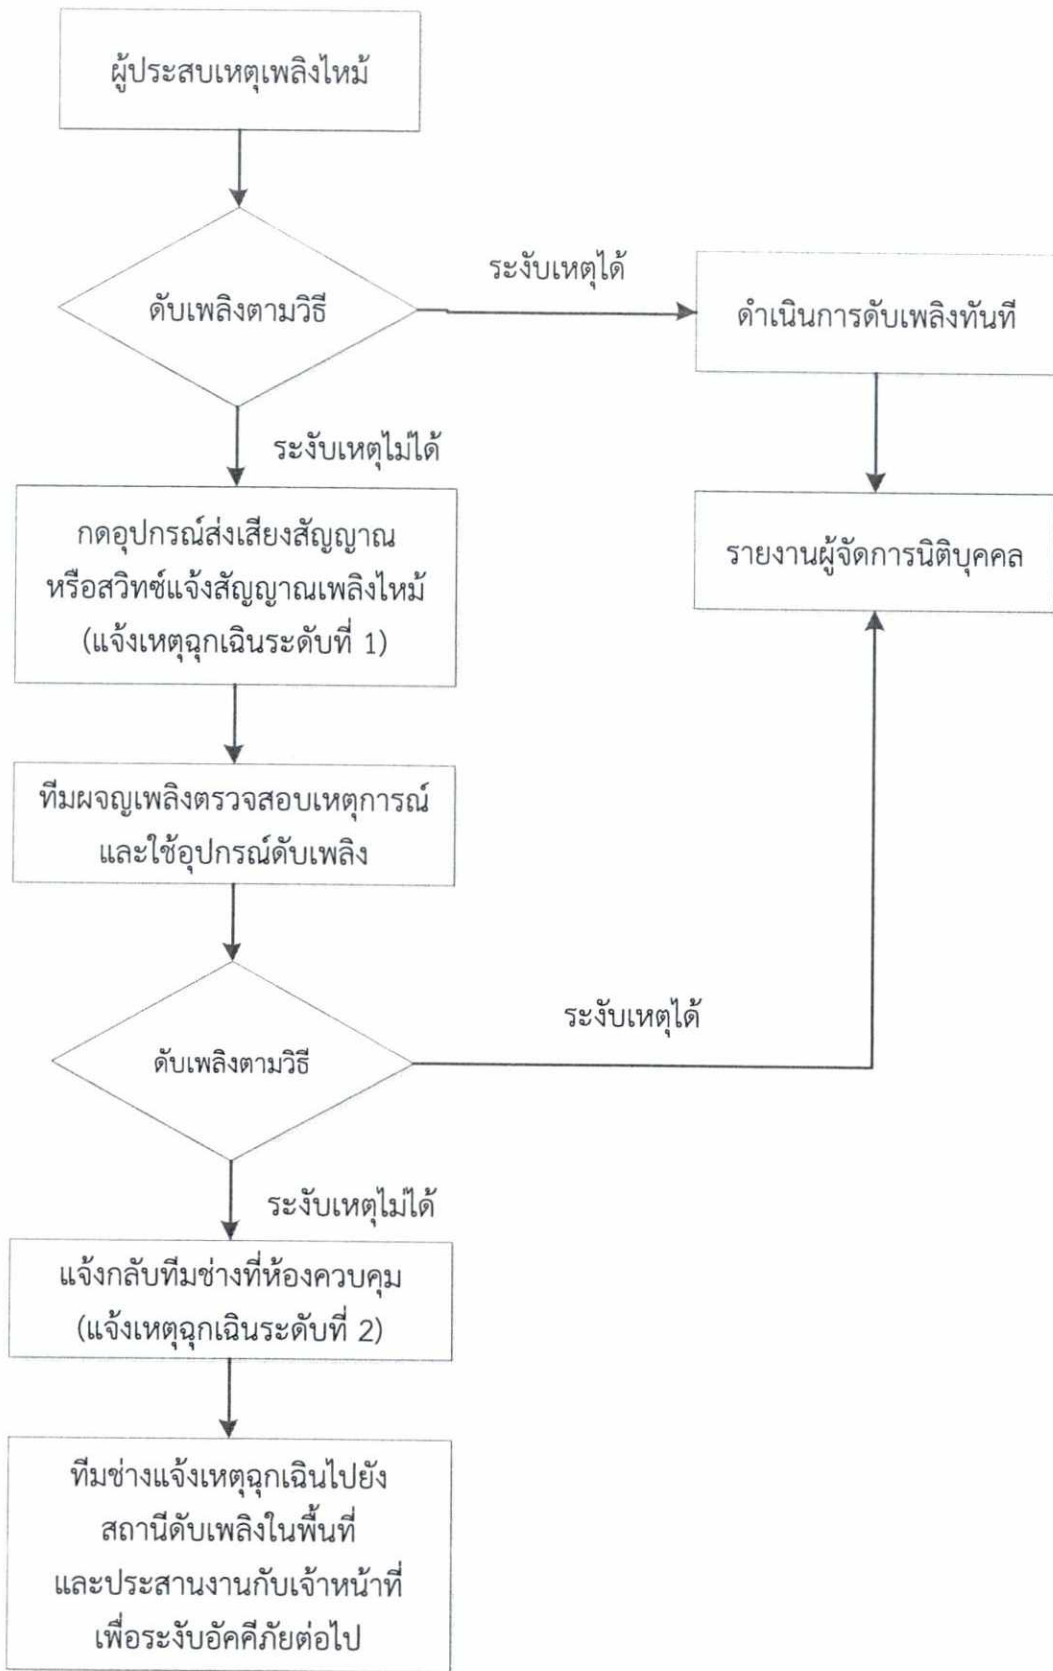 ผู้ประสบเหตุเพลิงไหม้
ดับเพลิงตามวิธี
ระงับเหตุได้
ดำเนินการดับเพลิงทันที
ระงับเหตุไม่ได้
กดอุปกรณ์ส่งเสียงสัญญาณ
หรือสวิทซ์แจ้งสัญญาณเพลิงไหม้
(แจ้งเหตุฉุกเฉินระดับที่ 1)
รายงานผู้จัดการนิติบุคคล
ทีมผจญเพลิงตรวจสอบเหตุการณ์
และใช้อุปกรณ์ดับเพลิง
ดับเพลิงตามวิธี
ระงับเหตุได้
ระงับเหตุไม่ได้
แจ้งกลับทีมช่างที่ห้องควบคุม
(แจ้งเหตุฉุกเฉินระดับที่ 2)
ทีมช่างแจ้งเหตุฉุกเฉินไปยัง
สถานีดับเพลิงในพื้นที่
และประสานงานกับเจ้าหน้าที่
เพื่อระงับอัคคีภัยต่อไป